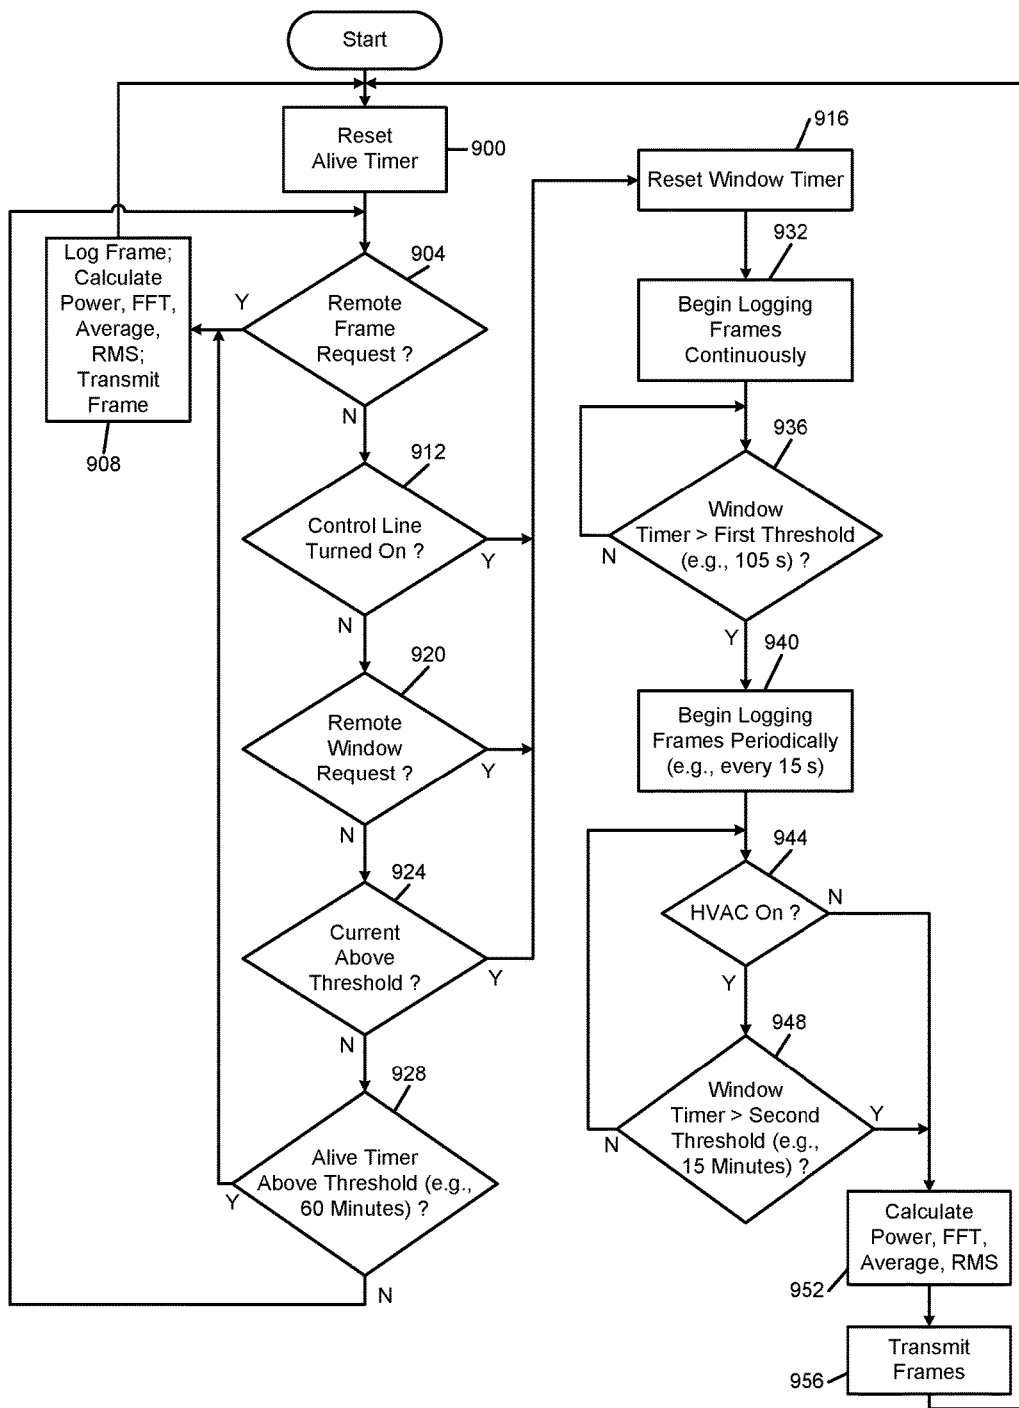 Start
Reset
Alive Timer
900
904
Remote
Frame
Request ?
Y
N
Log Frame;
Calculate
Power, FFT,
Average,
RMS;
Transmit
Frame
908
912
Control Line
Turned On ?
Y
N
920
Remote
Window
Request ?
Y
N
924
Current
Above
Threshold ?
Y
N
928
Alive Timer
Above Threshold (e.g.,
60 Minutes) ?
Y
N
916
Reset Window Timer
932
Begin Logging
Frames
Continuously
936
Window
Timer > First Threshold
(e.g., 105 s) ?
N
Y
940
Begin Logging
Frames Periodically
(e.g., every 15 s)
944
HVAC On ?
N
Y
948
Window
Timer > Second
Threshold (e.g.,
15 Minutes) ?
N
Y
Calculate
Power, FFT,
Average, RMS
952
Transmit
Frames
956